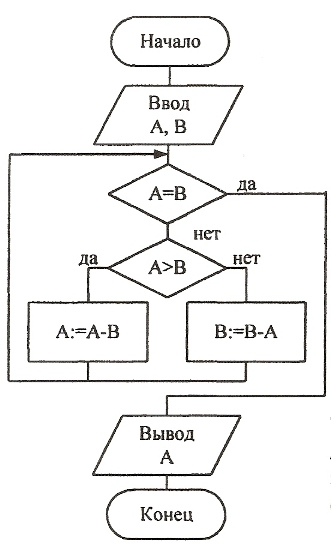 Начало
Ввод
A, B
A=B
да
нет
A>B
да
нет
A:=A-B
B:=B-A
Вывод
A
Конец